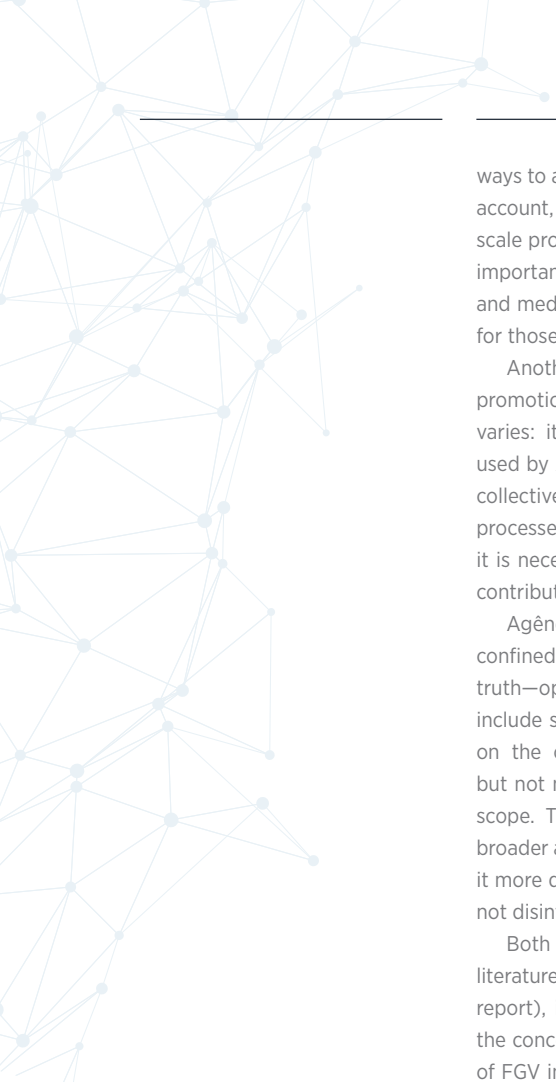 ways to a
account,
scale pro
importan
and med
for those
Anoth
promotio
varies: it
used by
collective
processe
it is nece
contribut
Agên
confined
truth—op
include s
on the
but not
scope. T
broader a
it more
not disin
Both
literature
report),
the conc
of FGV in